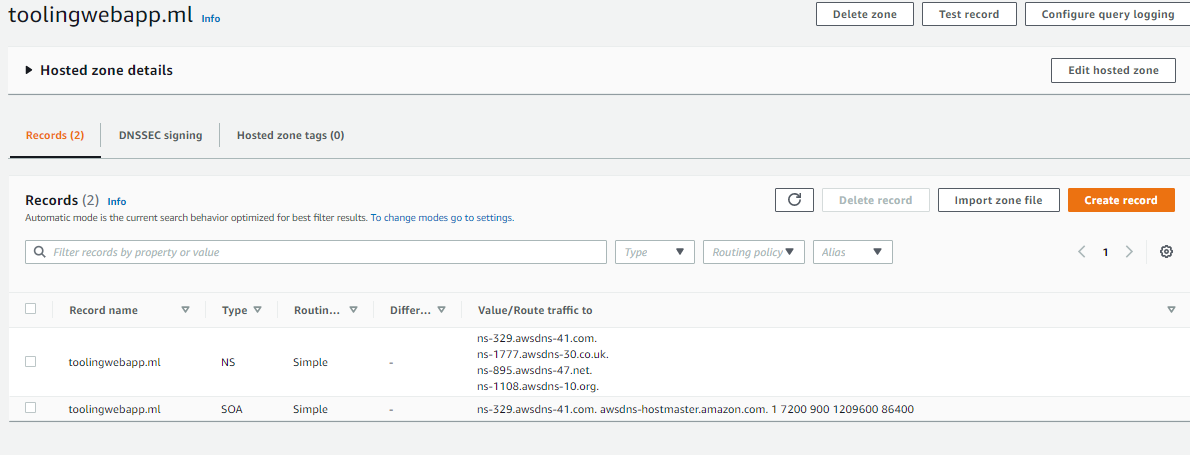 toolingwebapp.ml Info
Delete zone Test record Configure query logging
Hosted zone details Edit hosted zone
Records (2) DNSSEC signing Hosted zone tags (0)
Records (2) Info
Delete record Import zone file Create record
Automatic mode is the current search behavior optimized for best filter results. To change modes go to settings.
Filter records by property or value Type Routing policy Alias 1
Record name Type Routin... Differ... Value/Route traffic to
toolingwebapp.ml NS Simple -
ns-329.awsdns-41.com.
ns-1777.awsdns-30.co.uk.
ns-895.awsdns-47.net.
ns-1108.awsdns-10.org.
toolingwebapp.ml SOA Simple - ns-329.awsdns-41.com. awsdns-hostmaster.amazon.com. 1 7200 900 1209600 86400